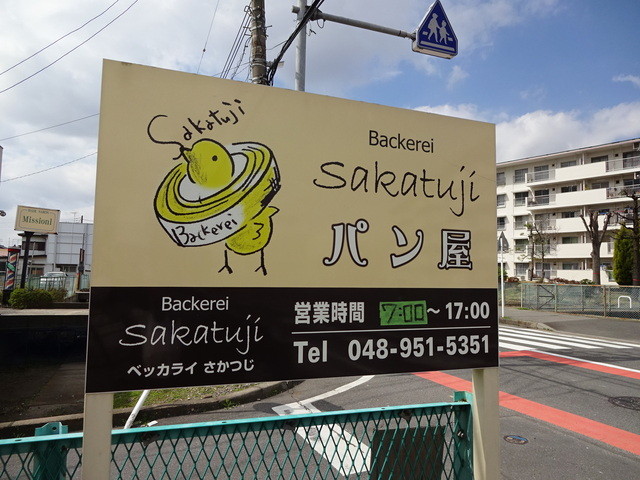 Sakatuji
Backerei
Backerei
sakatuji
パン屋
Backerei
sakatuji
ベッカライ さかつじ
営業時間 7:00~17:00
Tel 048-951-5351
Mission1